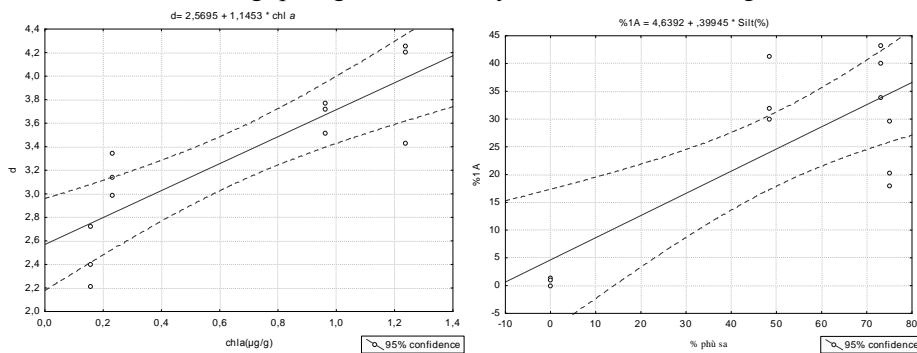 d= 2,5695 + 1,1453 * chl a
4,4
4,2
4,0
3,8
3,6
3,4
3,2
3,0
2,8
2,6
2,4
2,2
2,0
d
0,0 0,2 0,4 0,6 0,8 1,0 1,2 1,4
chla(µg/g)
95% confidence
%1A = 4,6392 + ,39945 * Silt(%)
45
40
35
30
25
20
15
10
5
0
-5
%1A
-10 0 10 20 30 40 50 60 70 80
% phù sa
95% confidence